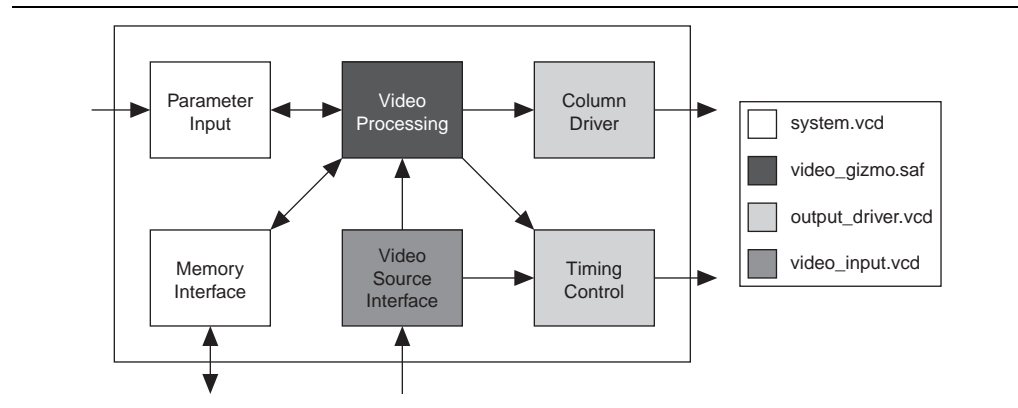 Parameter
Input
Video
Processing
Column
Driver
Memory
Interface
Video
Source
Interface
Timing
Control
system.vcd
video_gizmo.saf
output_driver.vcd
video_input.vcd